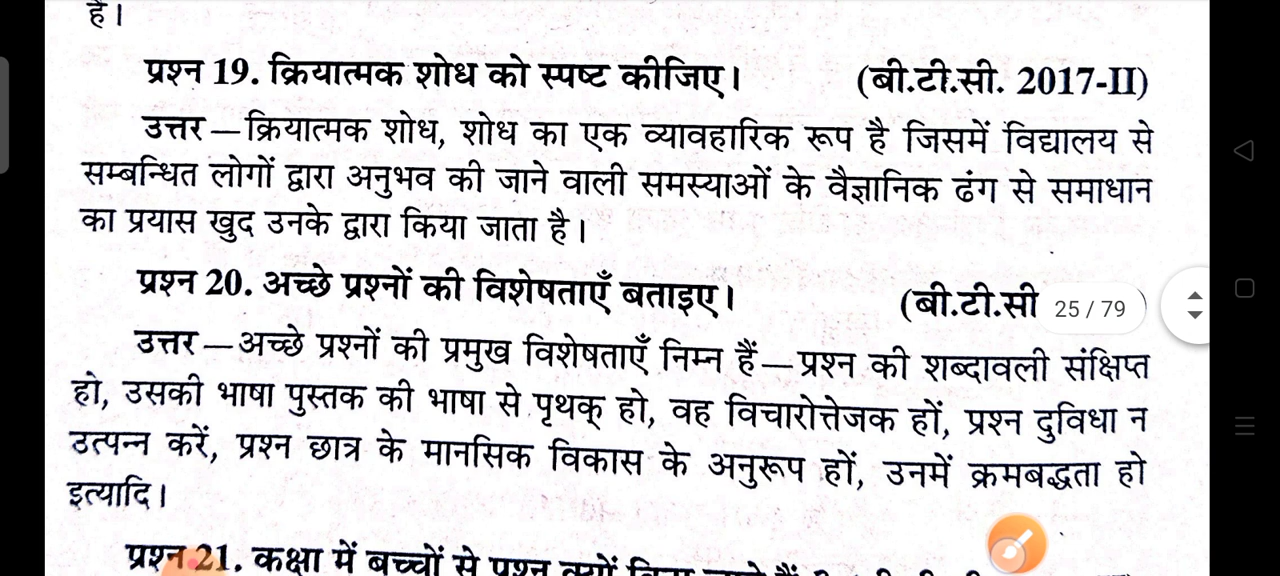 है।
प्रश्न 19. क्रियात्मक शोध को स्पष्ट कीजिए। (बी.टी.सी. 2017-II)
उत्तर—क्रियात्मक शोध, शोध का एक व्यावहारिक रूप है जिसमें विद्यालय से
सम्बन्धित लोगों द्वारा अनुभव की जाने वाली समस्याओं के वैज्ञानिक ढंग से समाधान
का प्रयास खुद उनके द्वारा किया जाता है।
प्रश्न 20. अच्छे प्रश्नों की विशेषताएँ बताइए। (बी.टी.सी )
25 / 79
उत्तर—अच्छे प्रश्नों की प्रमुख विशेषताएँ निम्न हैं—प्रश्न की शब्दावली संक्षिप्त
हो, उसकी भाषा पुस्तक की भाषा से पृथक् हो, वह विचारोत्तेजक हों, प्रश्न दुविधा न
उत्पन्न करें, प्रश्न छात्र के मानसिक विकास के अनुरूप हों, उनमें क्रमबद्धता हो
इत्यादि।
प्रश्न 21. कक्षा में बच्चों से प्रश्न क्यों